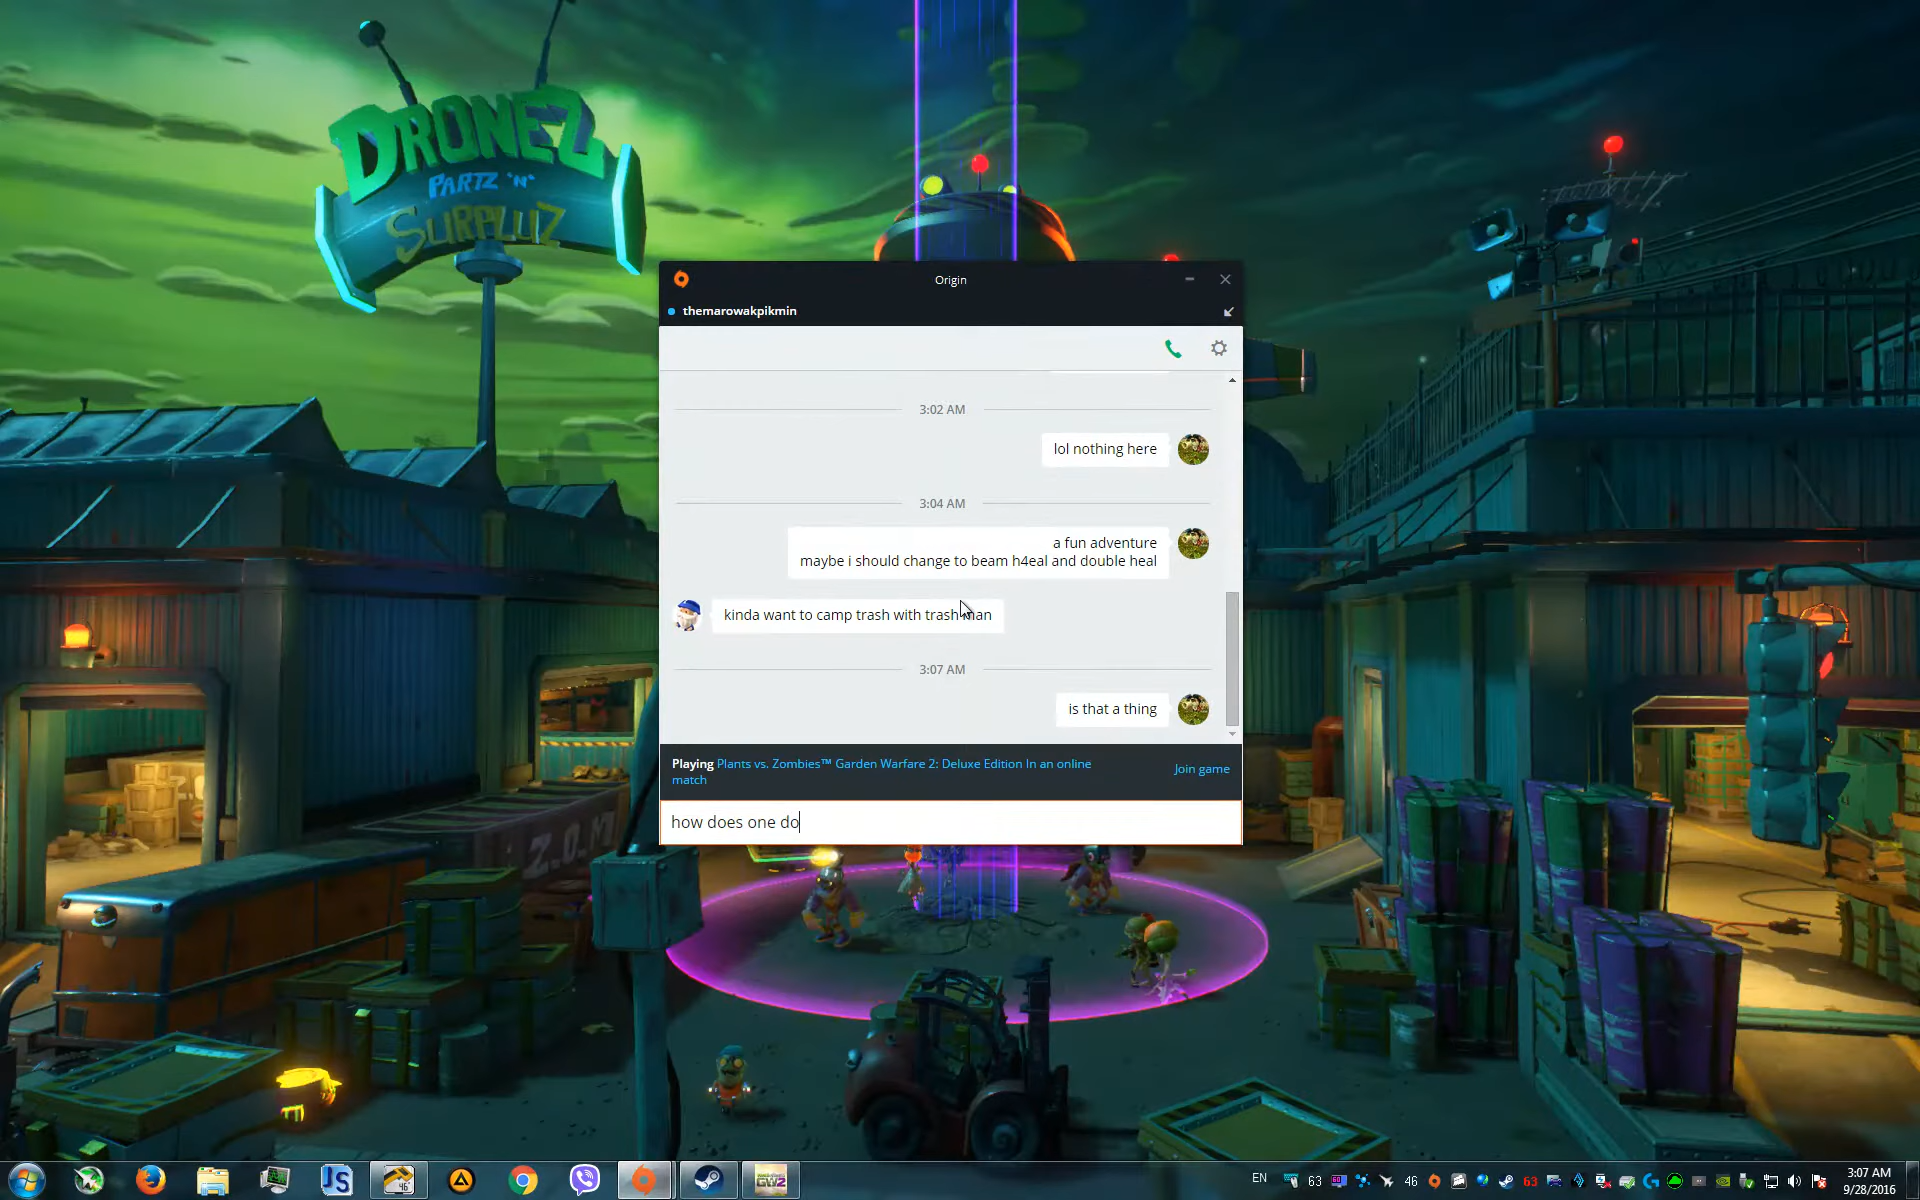 DRONEZ
PARTZ 'N'
SURPLUZ
Origin
themarowakpikmin
3:02 AM
lol nothing here
3:04 AM
a fun adventure
maybe i should change to beam h4eal and double heal
kinda want to camp trash with trash man
3:07 AM
is that a thing
Playing Plants vs. Zombies™ Garden Warfare 2: Deluxe Edition In an online
match
Join game
how does one do
Z.O.M
JS
46°
GW2
EN
63
46
63
3:07 AM
9/28/2016